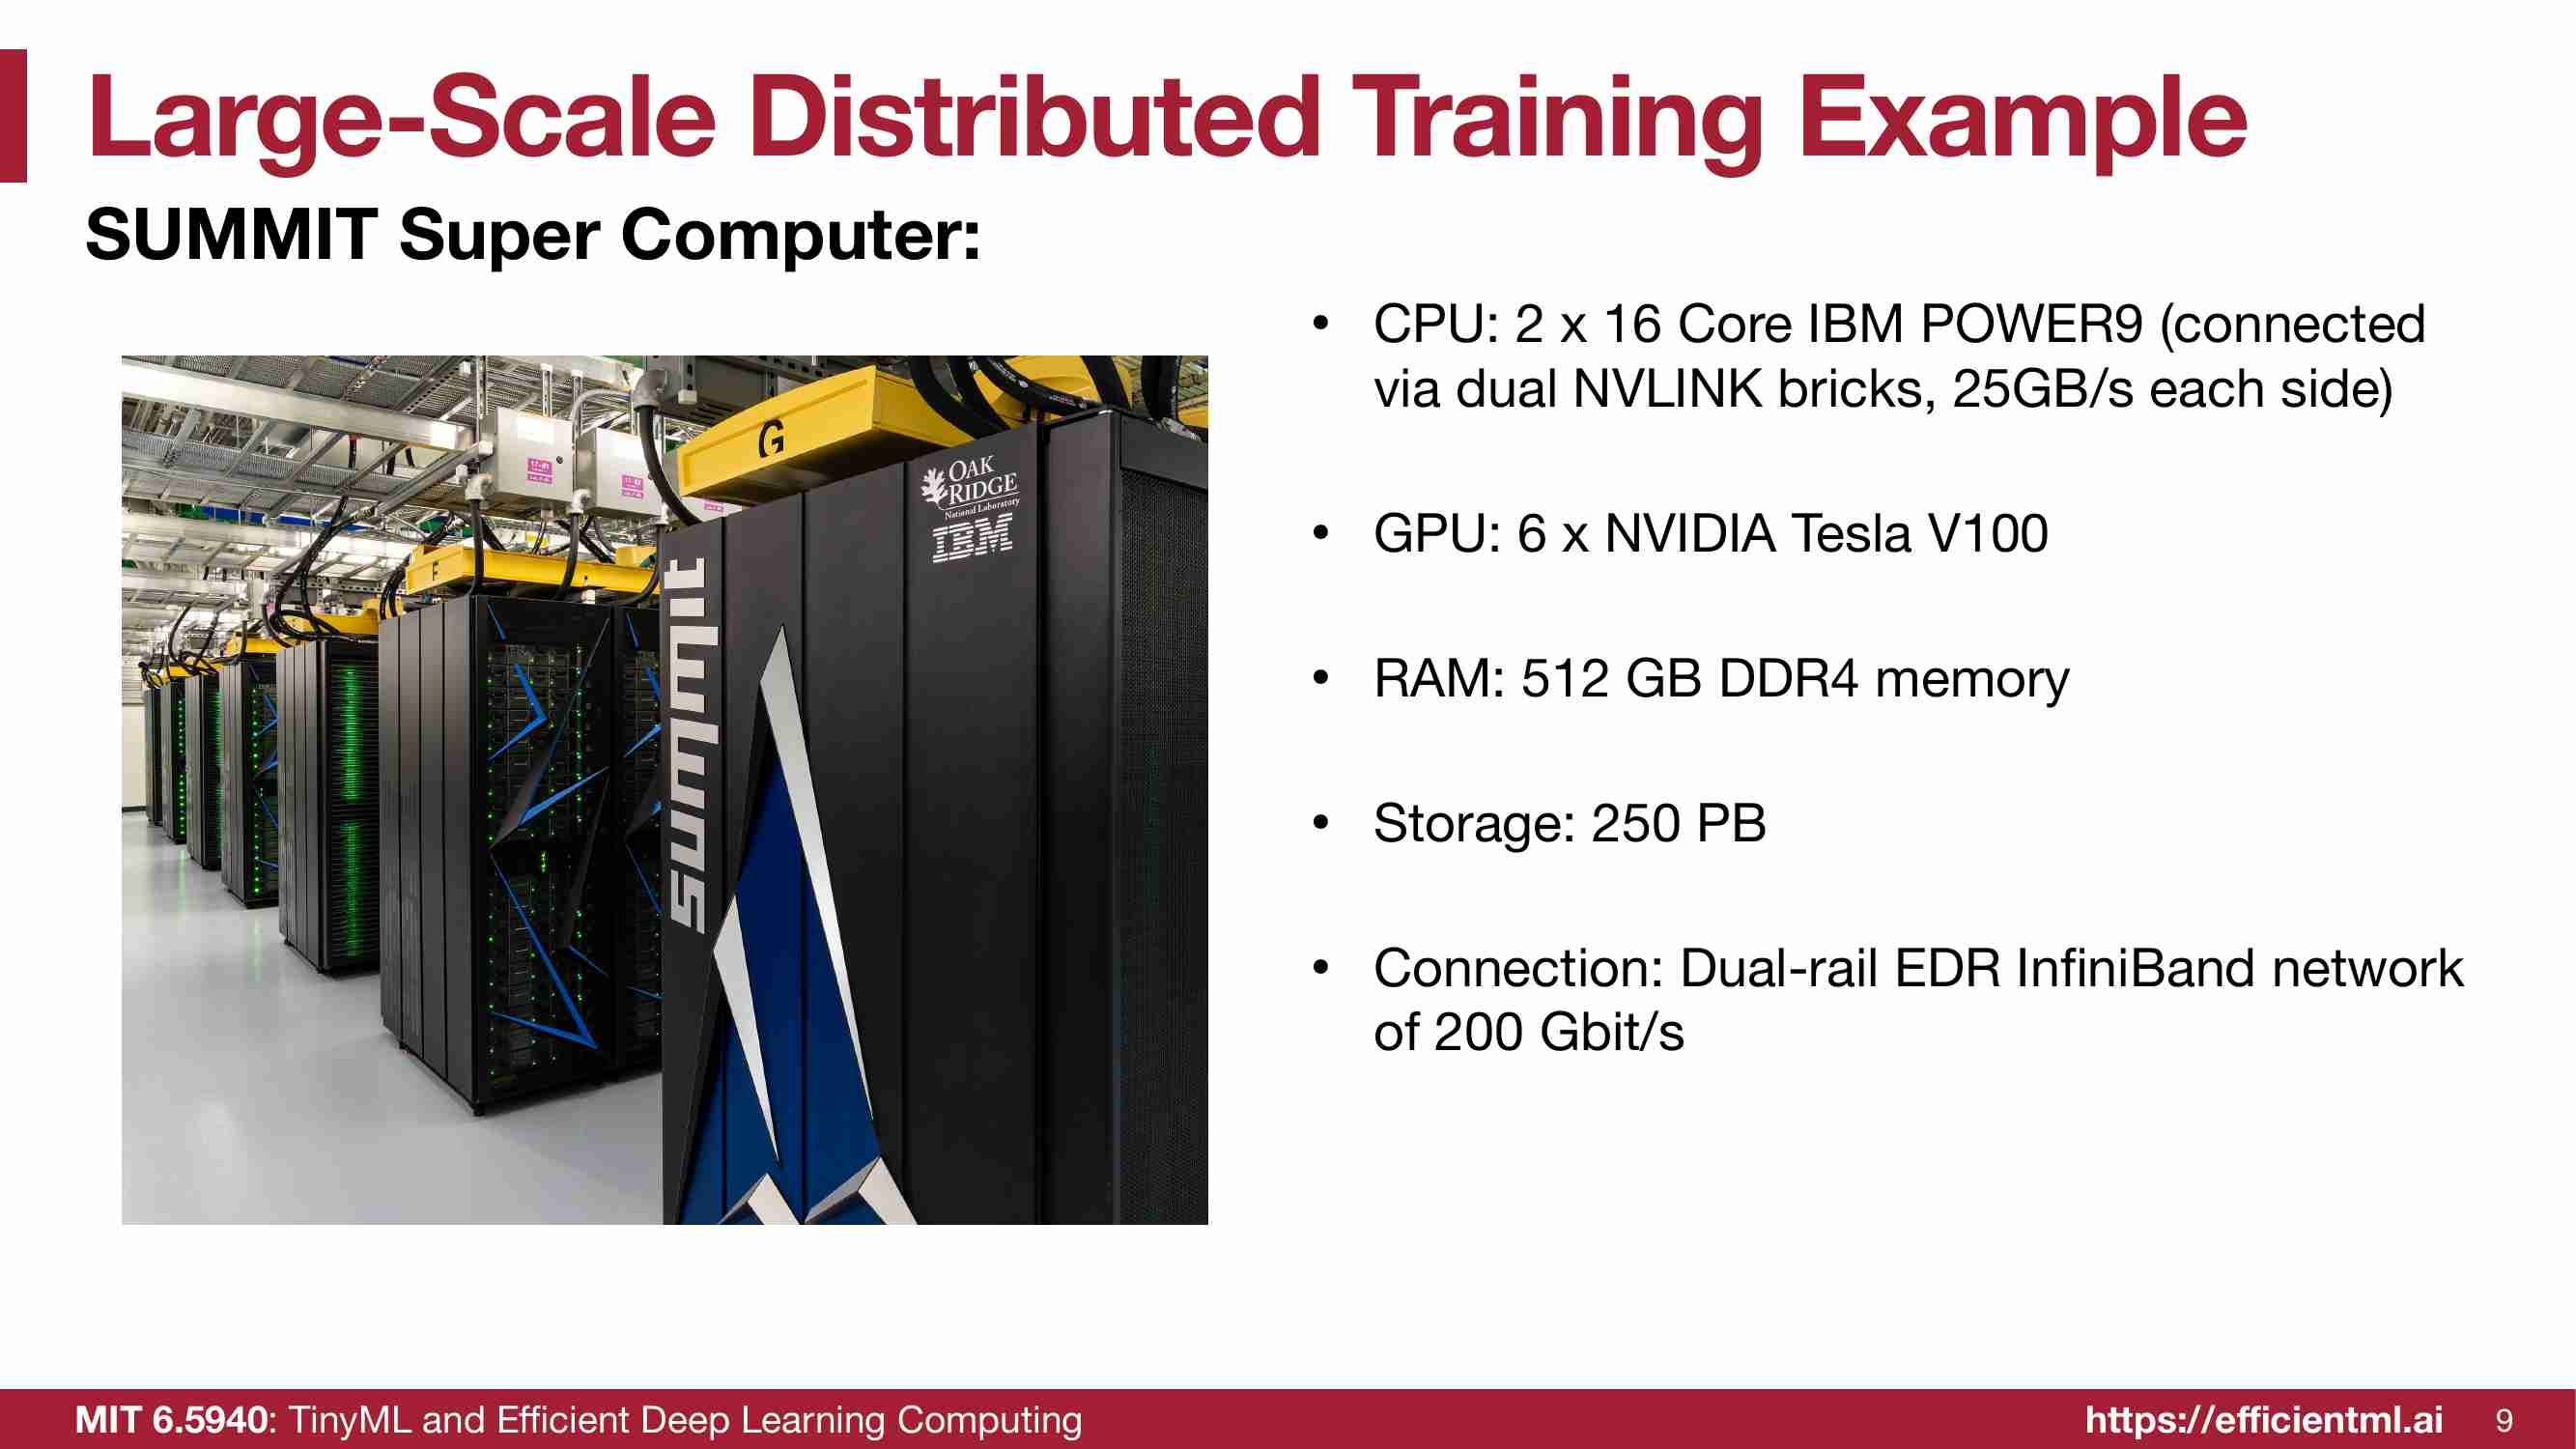 Large-Scale Distributed Training Example
SUMMIT Super Computer:
• CPU: 2 x 16 Core IBM POWER9 (connected
via dual NVLINK bricks, 25GB/s each side)
• GPU: 6 x NVIDIA Tesla V100
• RAM: 512 GB DDR4 memory
• Storage: 250 PB
• Connection: Dual-rail EDR InfiniBand network
of 200 Gbit/s
G
F
OAK
RIDGE
National Laboratory
IBM
summit
MIT 6.5940: TinyML and Efficient Deep Learning Computing
https://efficientml.ai
9